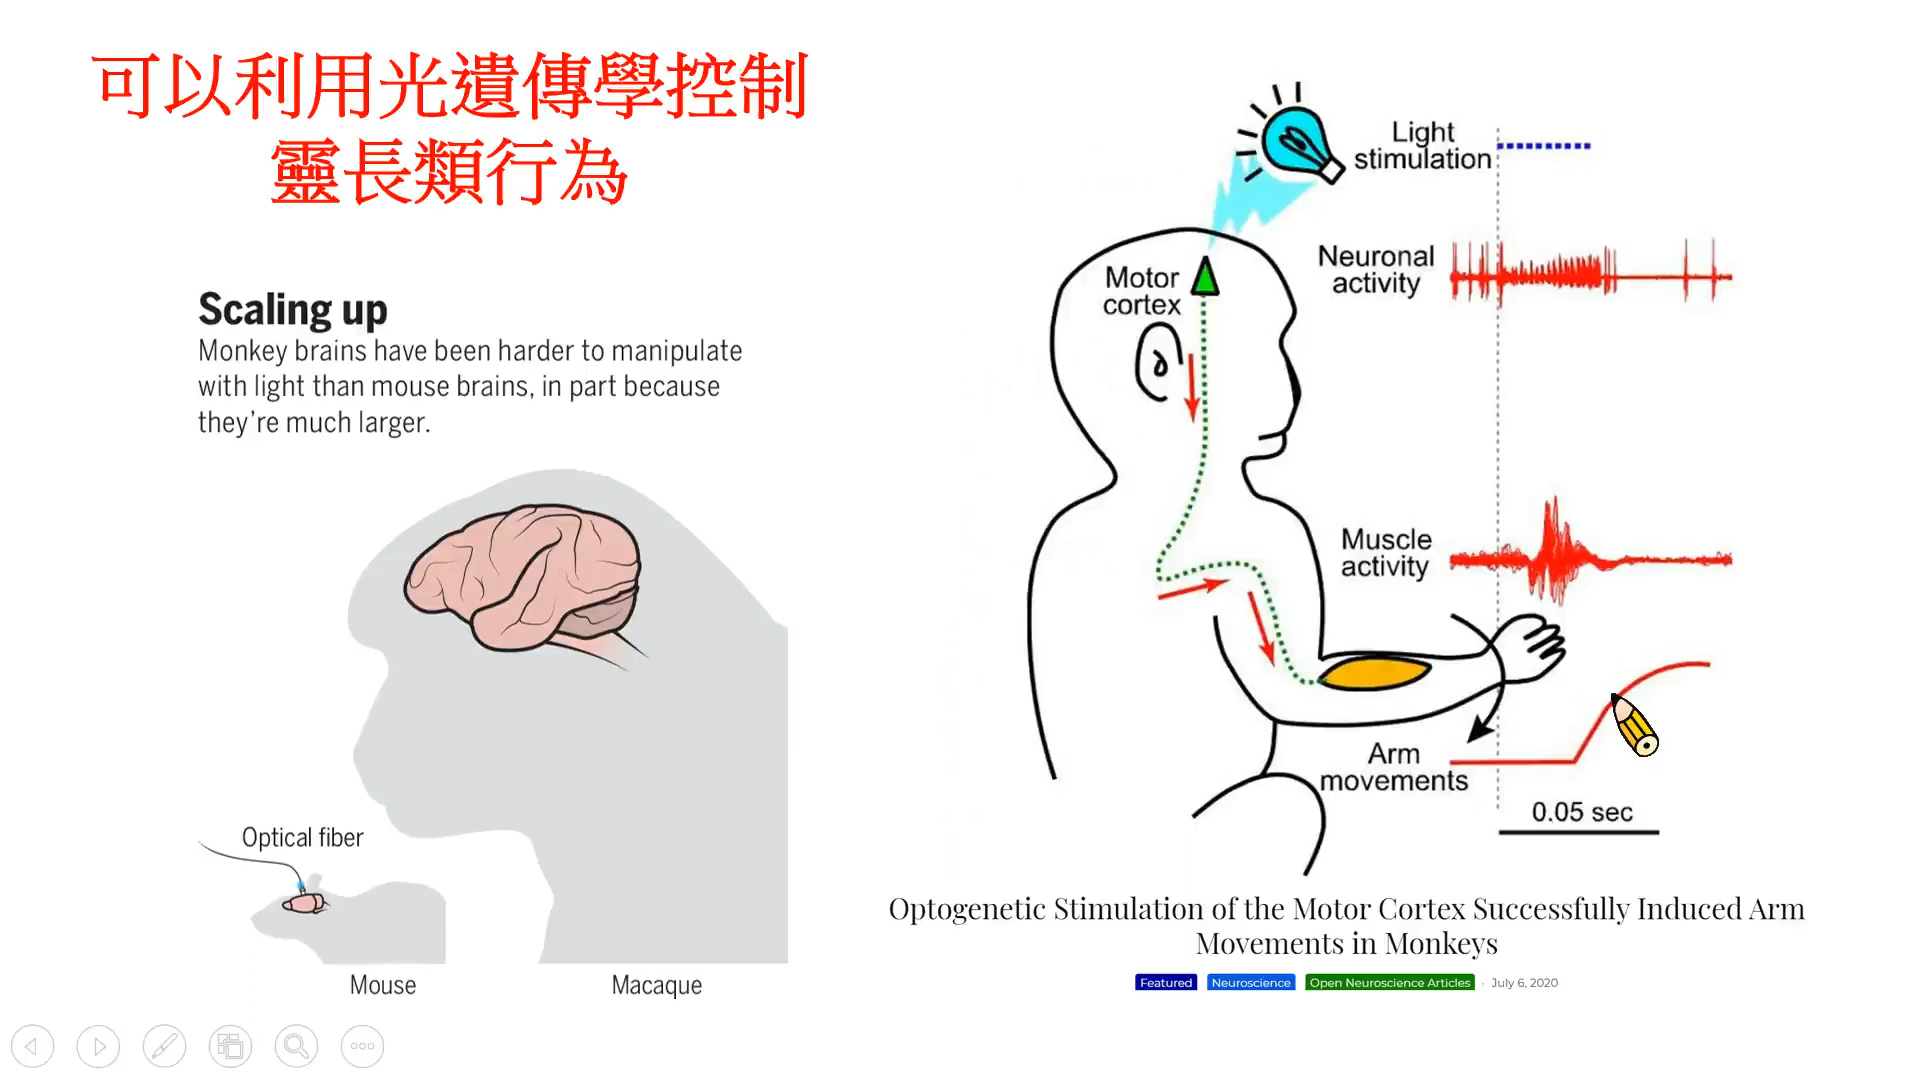 可以利用光遺傳學控制
靈長類行為
Scaling up
Monkey brains have been harder to manipulate
with light than mouse brains, in part because
they're much larger.
Optical fiber
Mouse
Macaque
Light
stimulation
Neuronal
activity
Motor
cortex
Muscle
activity
Arm
movements
0.05 sec
Optogenetic Stimulation of the Motor Cortex Successfully Induced Arm
Movements in Monkeys
Featured Neuroscience Open Neuroscience Articles · July 6, 2020